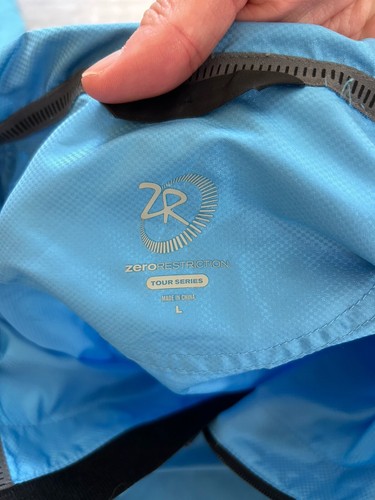 ZR
zeroRESTRICTION
TOUR SERIES
MADE IN CHINA
L